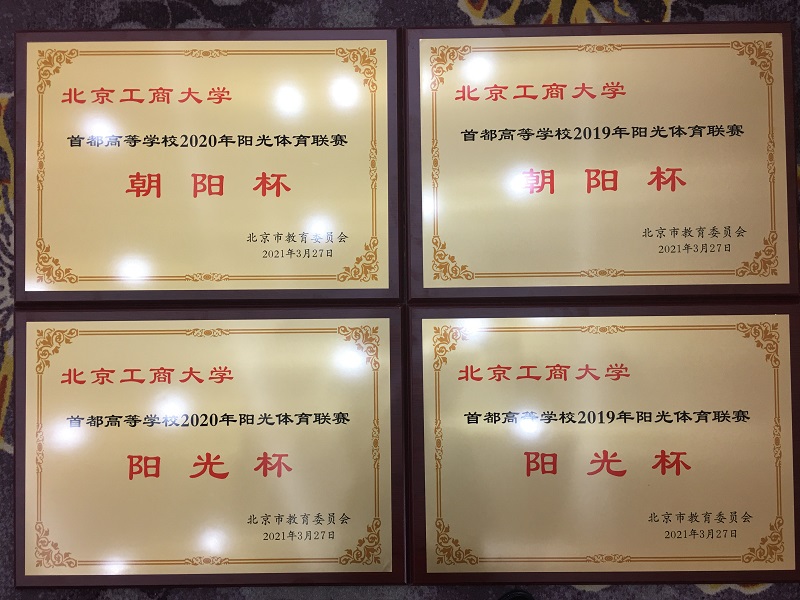 北京工商大学
首都高等学校2020年阳光体育联赛
朝阳杯
北京市教育委员会
2021年3月27日
北京工商大学
首都高等学校2019年阳光体育联赛
朝阳杯
北京市教育委员会
2021年3月27日
北京工商大学
首都高等学校2020年阳光体育联赛
阳光杯
北京市教育委员会
2021年3月27日
北京工商大学
首都高等学校2019年阳光体育联赛
阳光杯
北京市教育委员会
2021年3月27日